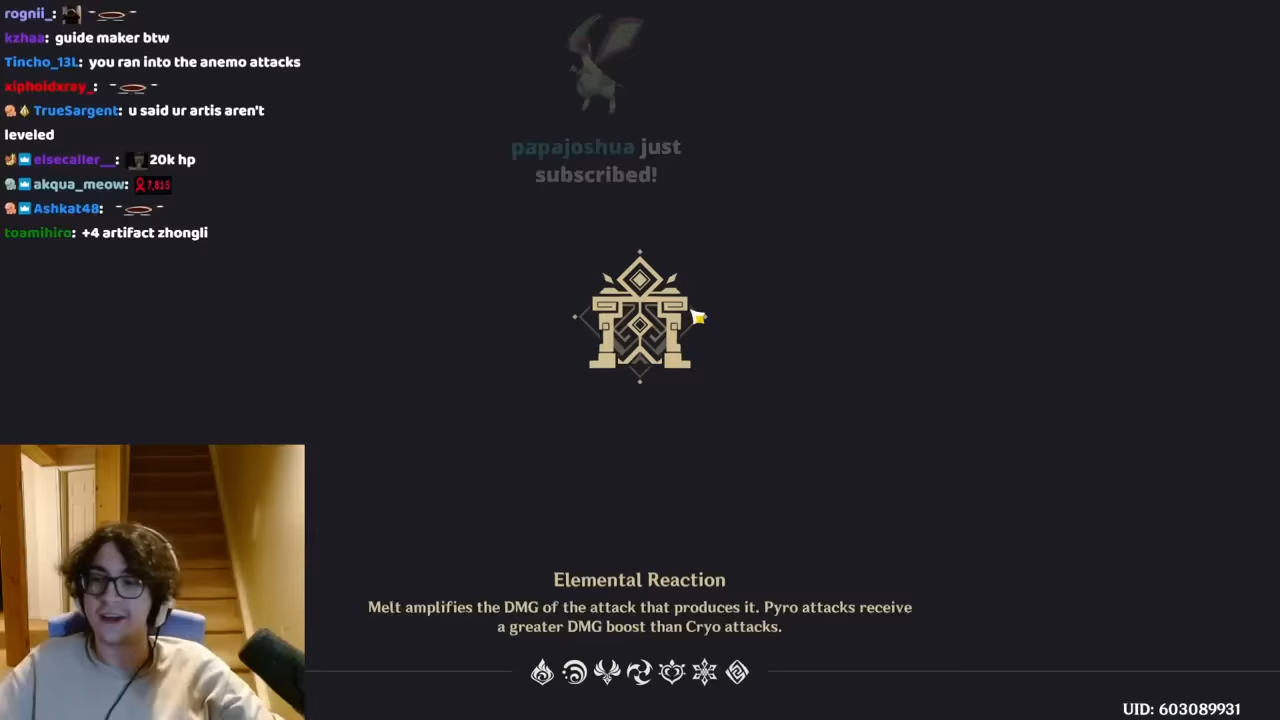 rognii_:
kzhaa: guide maker btw
Tincho_13L: you ran into the anemo attacks
xiphoidxray_:
TrueSargent: u said ur artis aren't
leveled
elsecaller__: 20k hp
akqua_meow: 7,815
Ashkat48:
toamihiro: +4 artifact zhongli
papajoshua just
subscribed!
Elemental Reaction
Melt amplifies the DMG of the attack that produces it. Pyro attacks receive
a greater DMG boost than Cryo attacks.
UID: 603089931